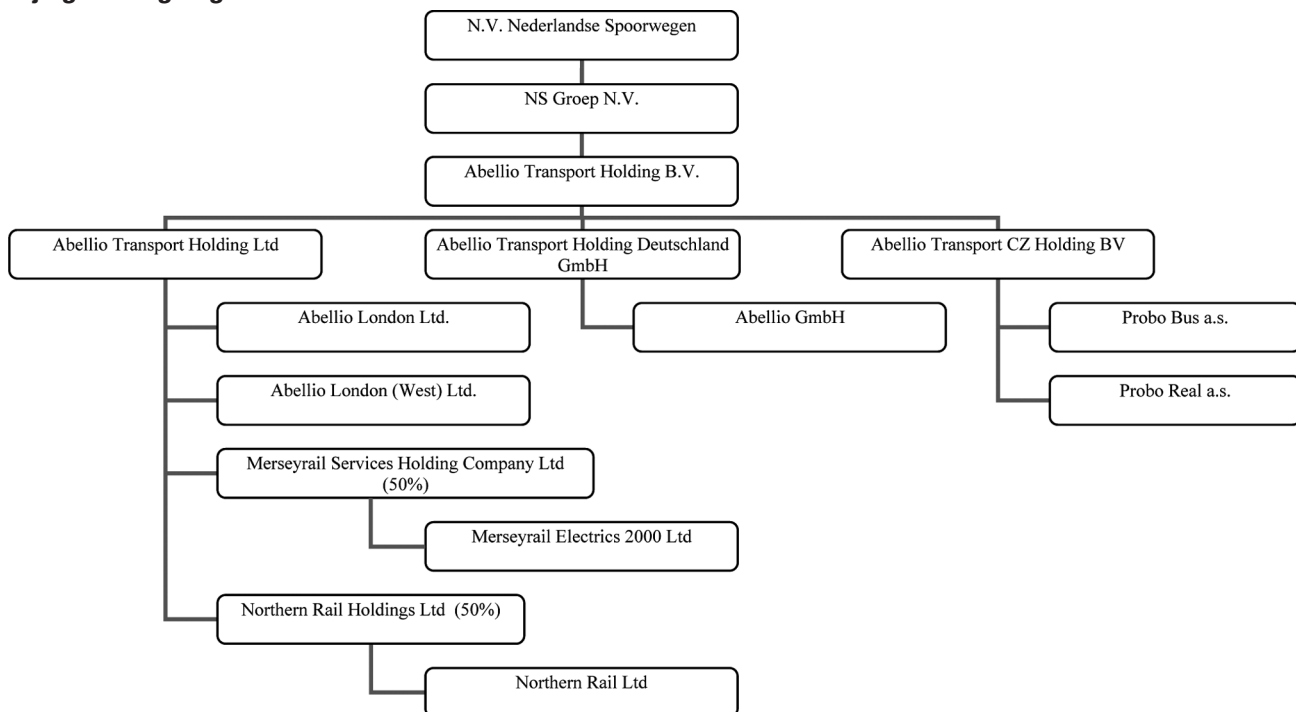 N.V. Nederlandse Spoorwegen
NS Groep N.V.
Abellio Transport Holding B.V.
Abellio Transport Holding Ltd
Abellio Transport Holding Deutschland
GmbH
Abellio Transport CZ Holding BV
Abellio London Ltd.
Abellio GmbH
Probo Bus a.s.
Abellio London (West) Ltd.
Probo Real a.s.
Merseyrail Services Holding Company Ltd
(50%)
Merseyrail Electrics 2000 Ltd
Northern Rail Holdings Ltd (50%)
Northern Rail Ltd